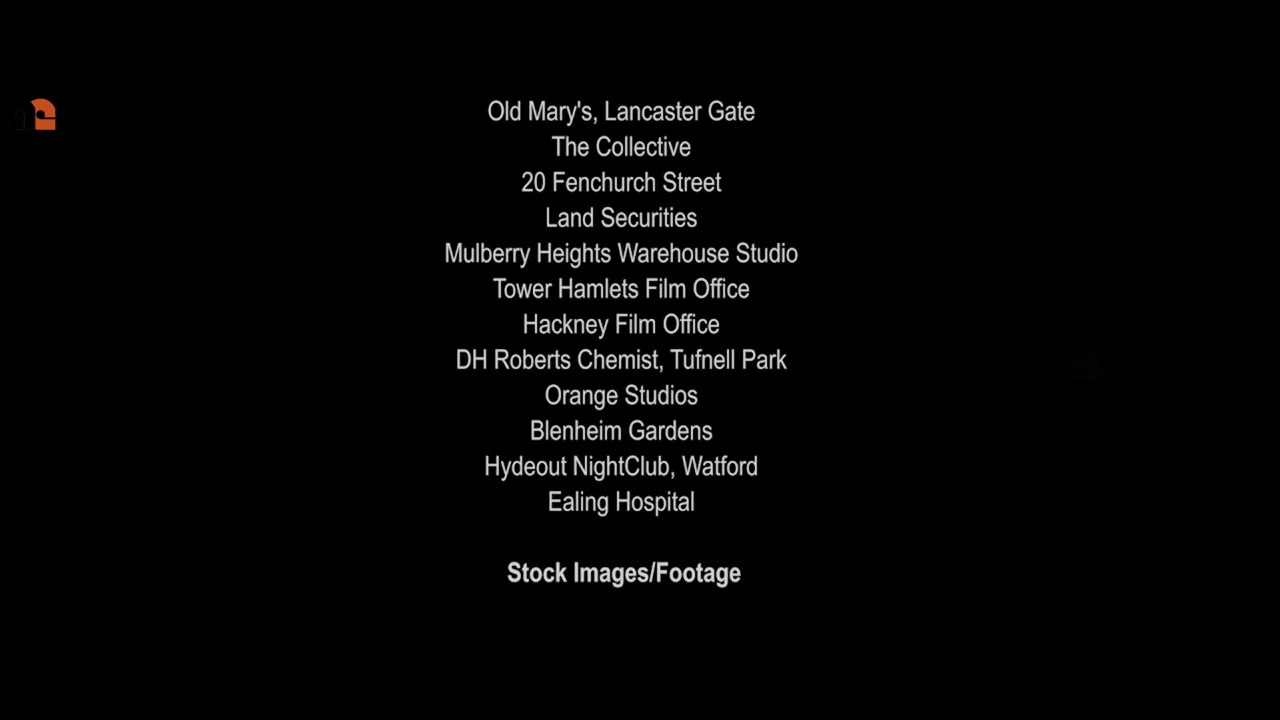 Old Mary's, Lancaster Gate
The Collective
20 Fenchurch Street
Land Securities
Mulberry Heights Warehouse Studio
Tower Hamlets Film Office
Hackney Film Office
DH Roberts Chemist, Tufnell Park
Orange Studios
Blenheim Gardens
Hydeout NightClub, Watford
Ealing Hospital
Stock Images/Footage